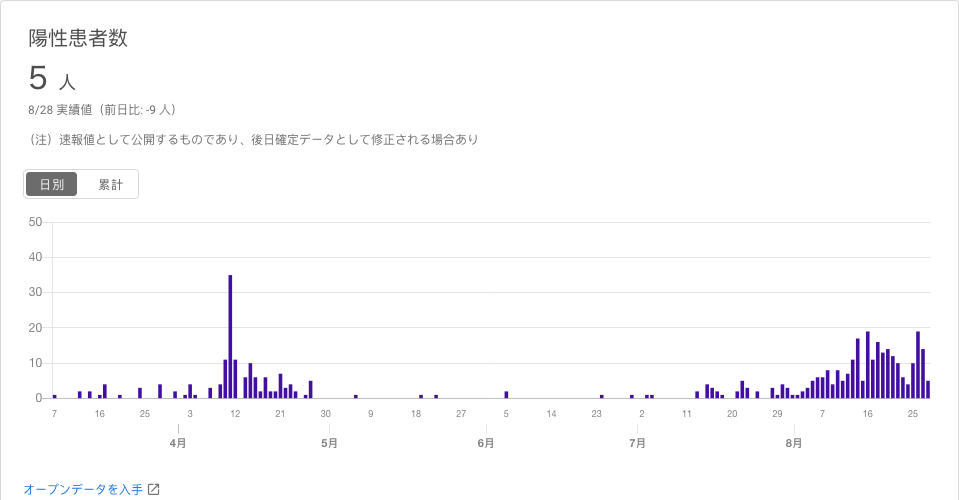 陽性患者数
5 人
8/28 実績値（前日比: -9 人）
（注）速報値として公開するものであり、後日確定データとして修正される場合あり
日別 累計
50
40
30
20
10
0
7 16 25 3 12 21 30 9 18 27 5 14 23 2 11 20 29 7 16 25
4月 5月 6月 7月 8月
オープンデータを入手